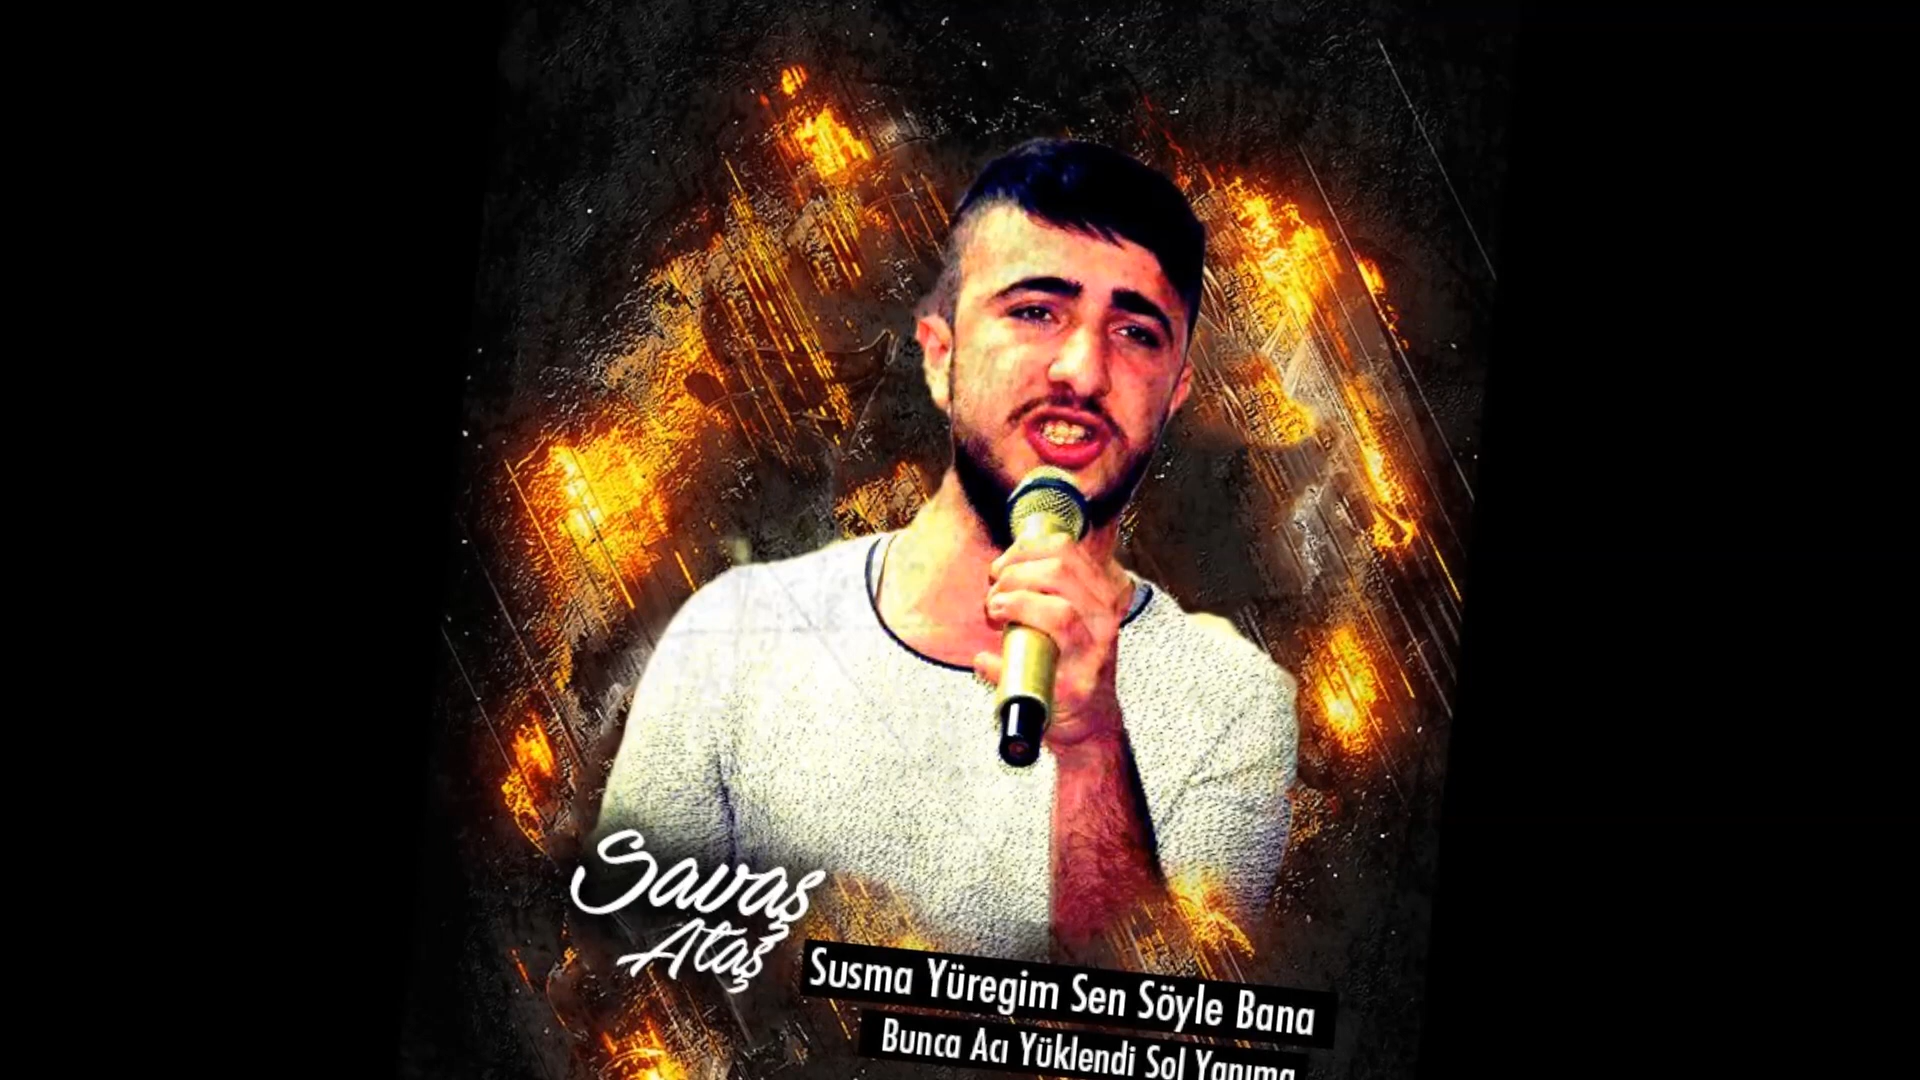 Savaş
Ataş
Susma Yüregim Sen Söyle Bana
Bunca Acı Yüklendi Sol Yanıma